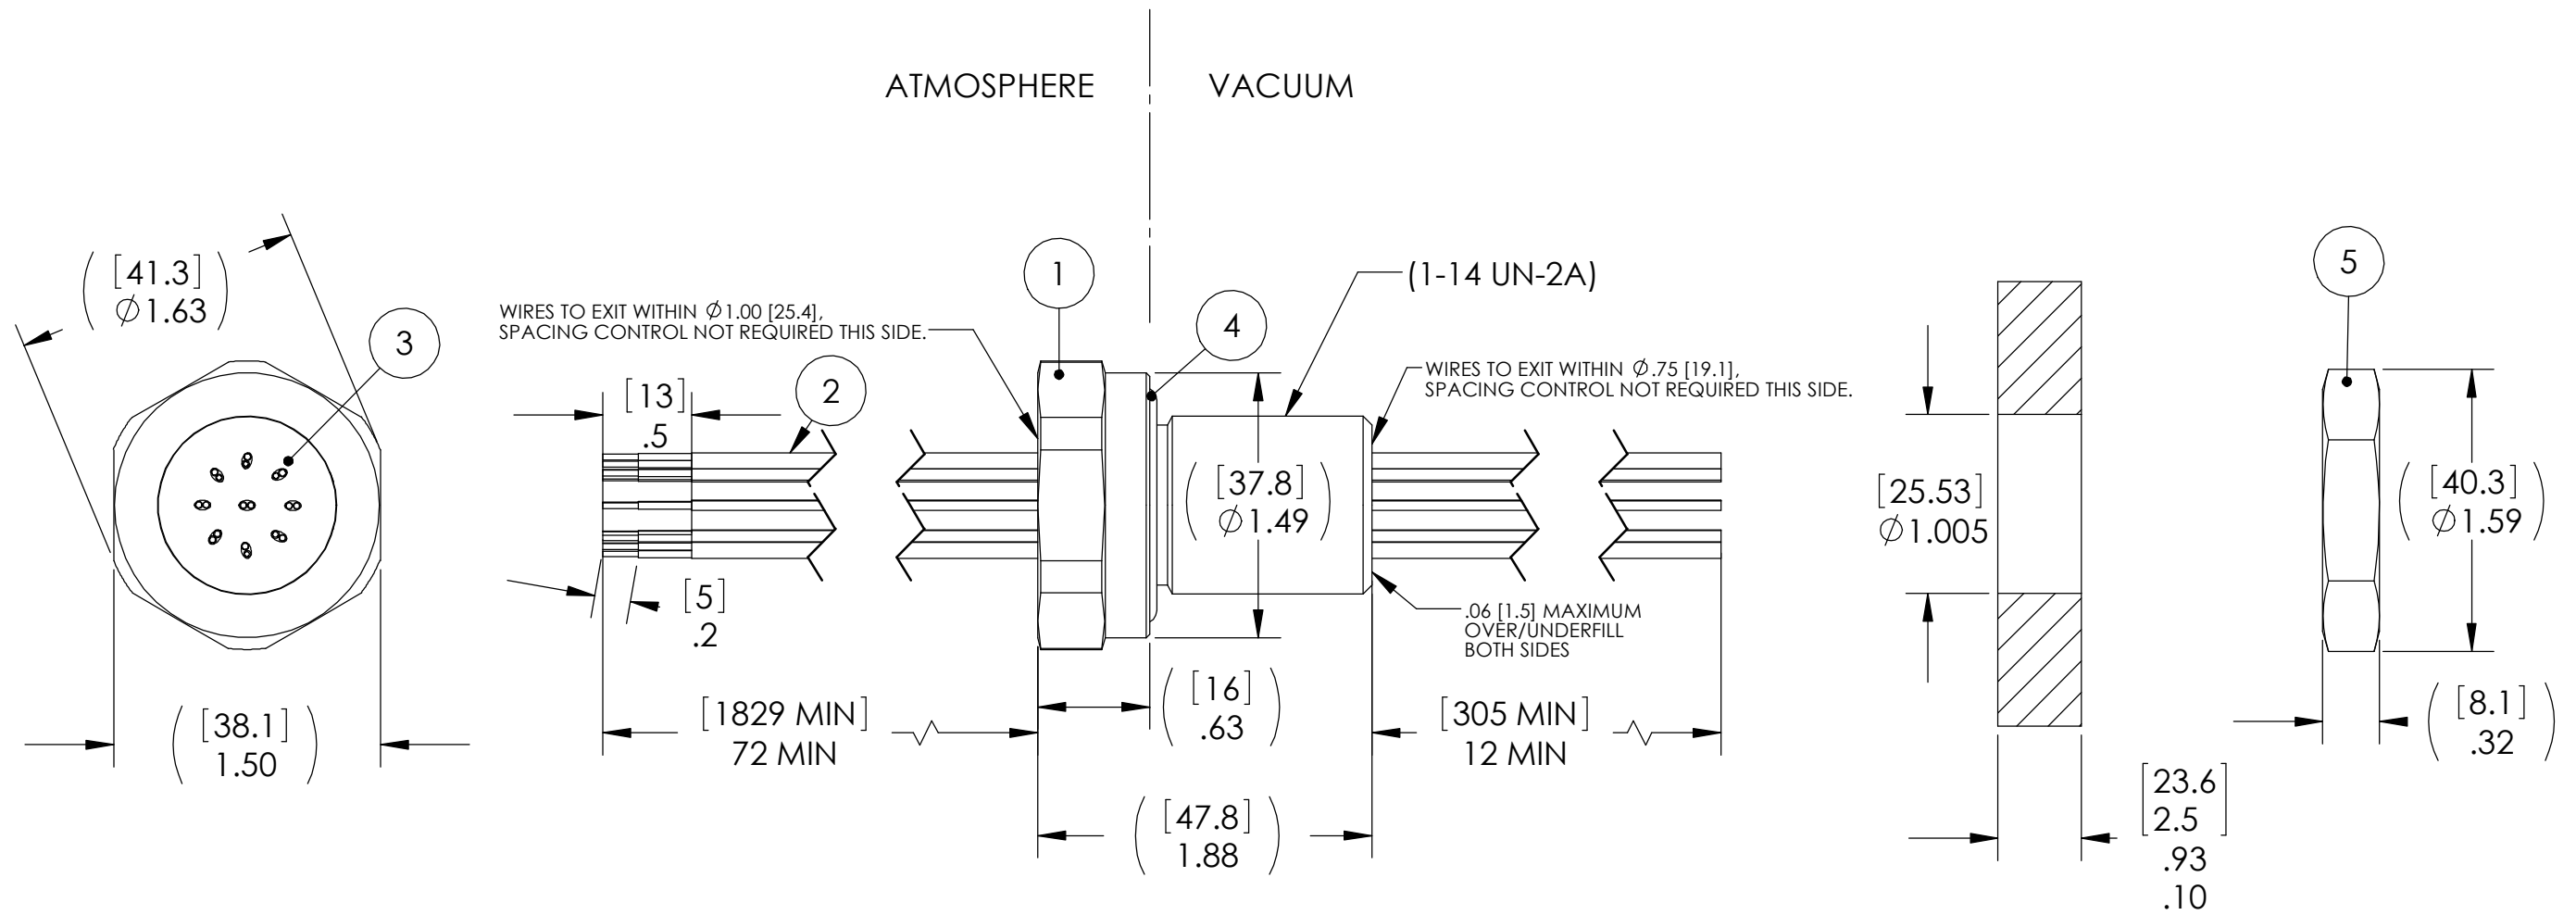 ATMOSPHERE VACUUM
[41.3]
(∅1.63)
3
WIRES TO EXIT WITHIN ∅1.00 [25.4],
SPACING CONTROL NOT REQUIRED THIS SIDE.
[13]
.5
2
1
(1-14 UN-2A)
4
WIRES TO EXIT WITHIN ∅.75 [19.1],
SPACING CONTROL NOT REQUIRED THIS SIDE.
5
[37.8]
(∅1.49)
[25.53]
∅1.005
[40.3]
(∅1.59)
[5]
.2
.06 [1.5] MAXIMUM
OVER/UNDERFILL
BOTH SIDES
[38.1]
(1.50)
[1829 MIN]
72 MIN
[16]
(.63)
[305 MIN]
12 MIN
[8.1]
(.32)
[47.8]
(1.88)
[23.6]
[2.5]
.93
.10